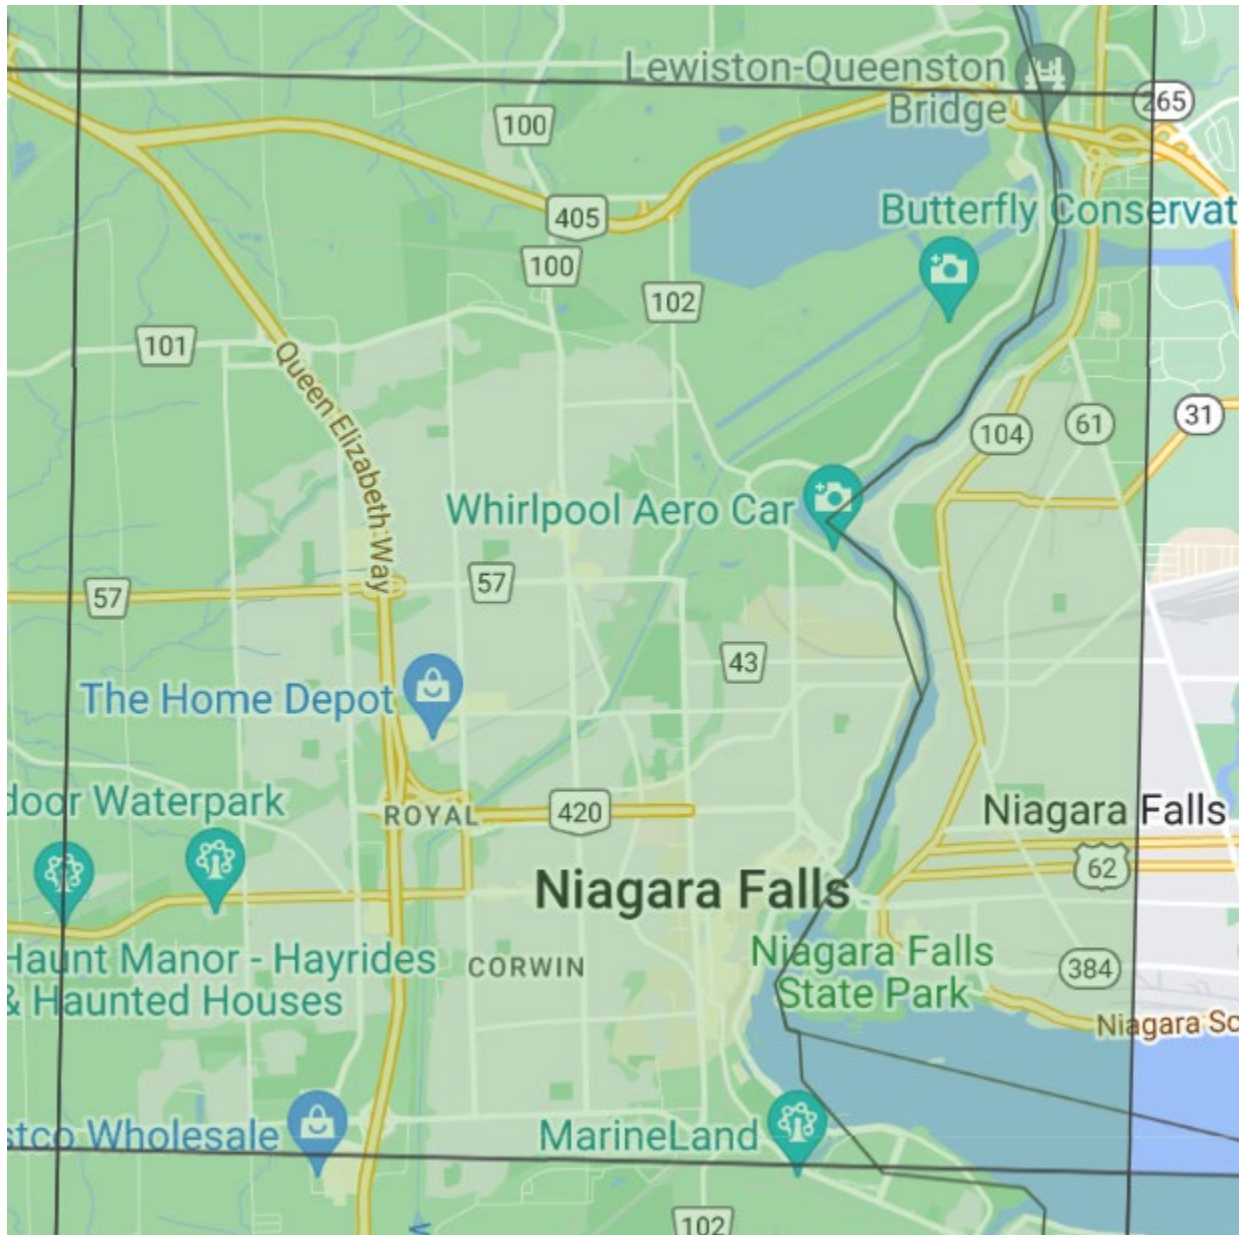 Lewiston-Queenston
Bridge
265
100
405
Butterfly Conservat
100
102
101
Queen Elizabeth Way
31
61
104
Whirlpool Aero Car
57
57
43
The Home Depot
door Waterpark
ROYAL
420
Niagara Falls
62
Niagara Falls
Haunt Manor - Hayrides
& Haunted Houses
CORWIN
Niagara Falls
State Park
384
Niagara Sc
stco Wholesale
MarineLand
102